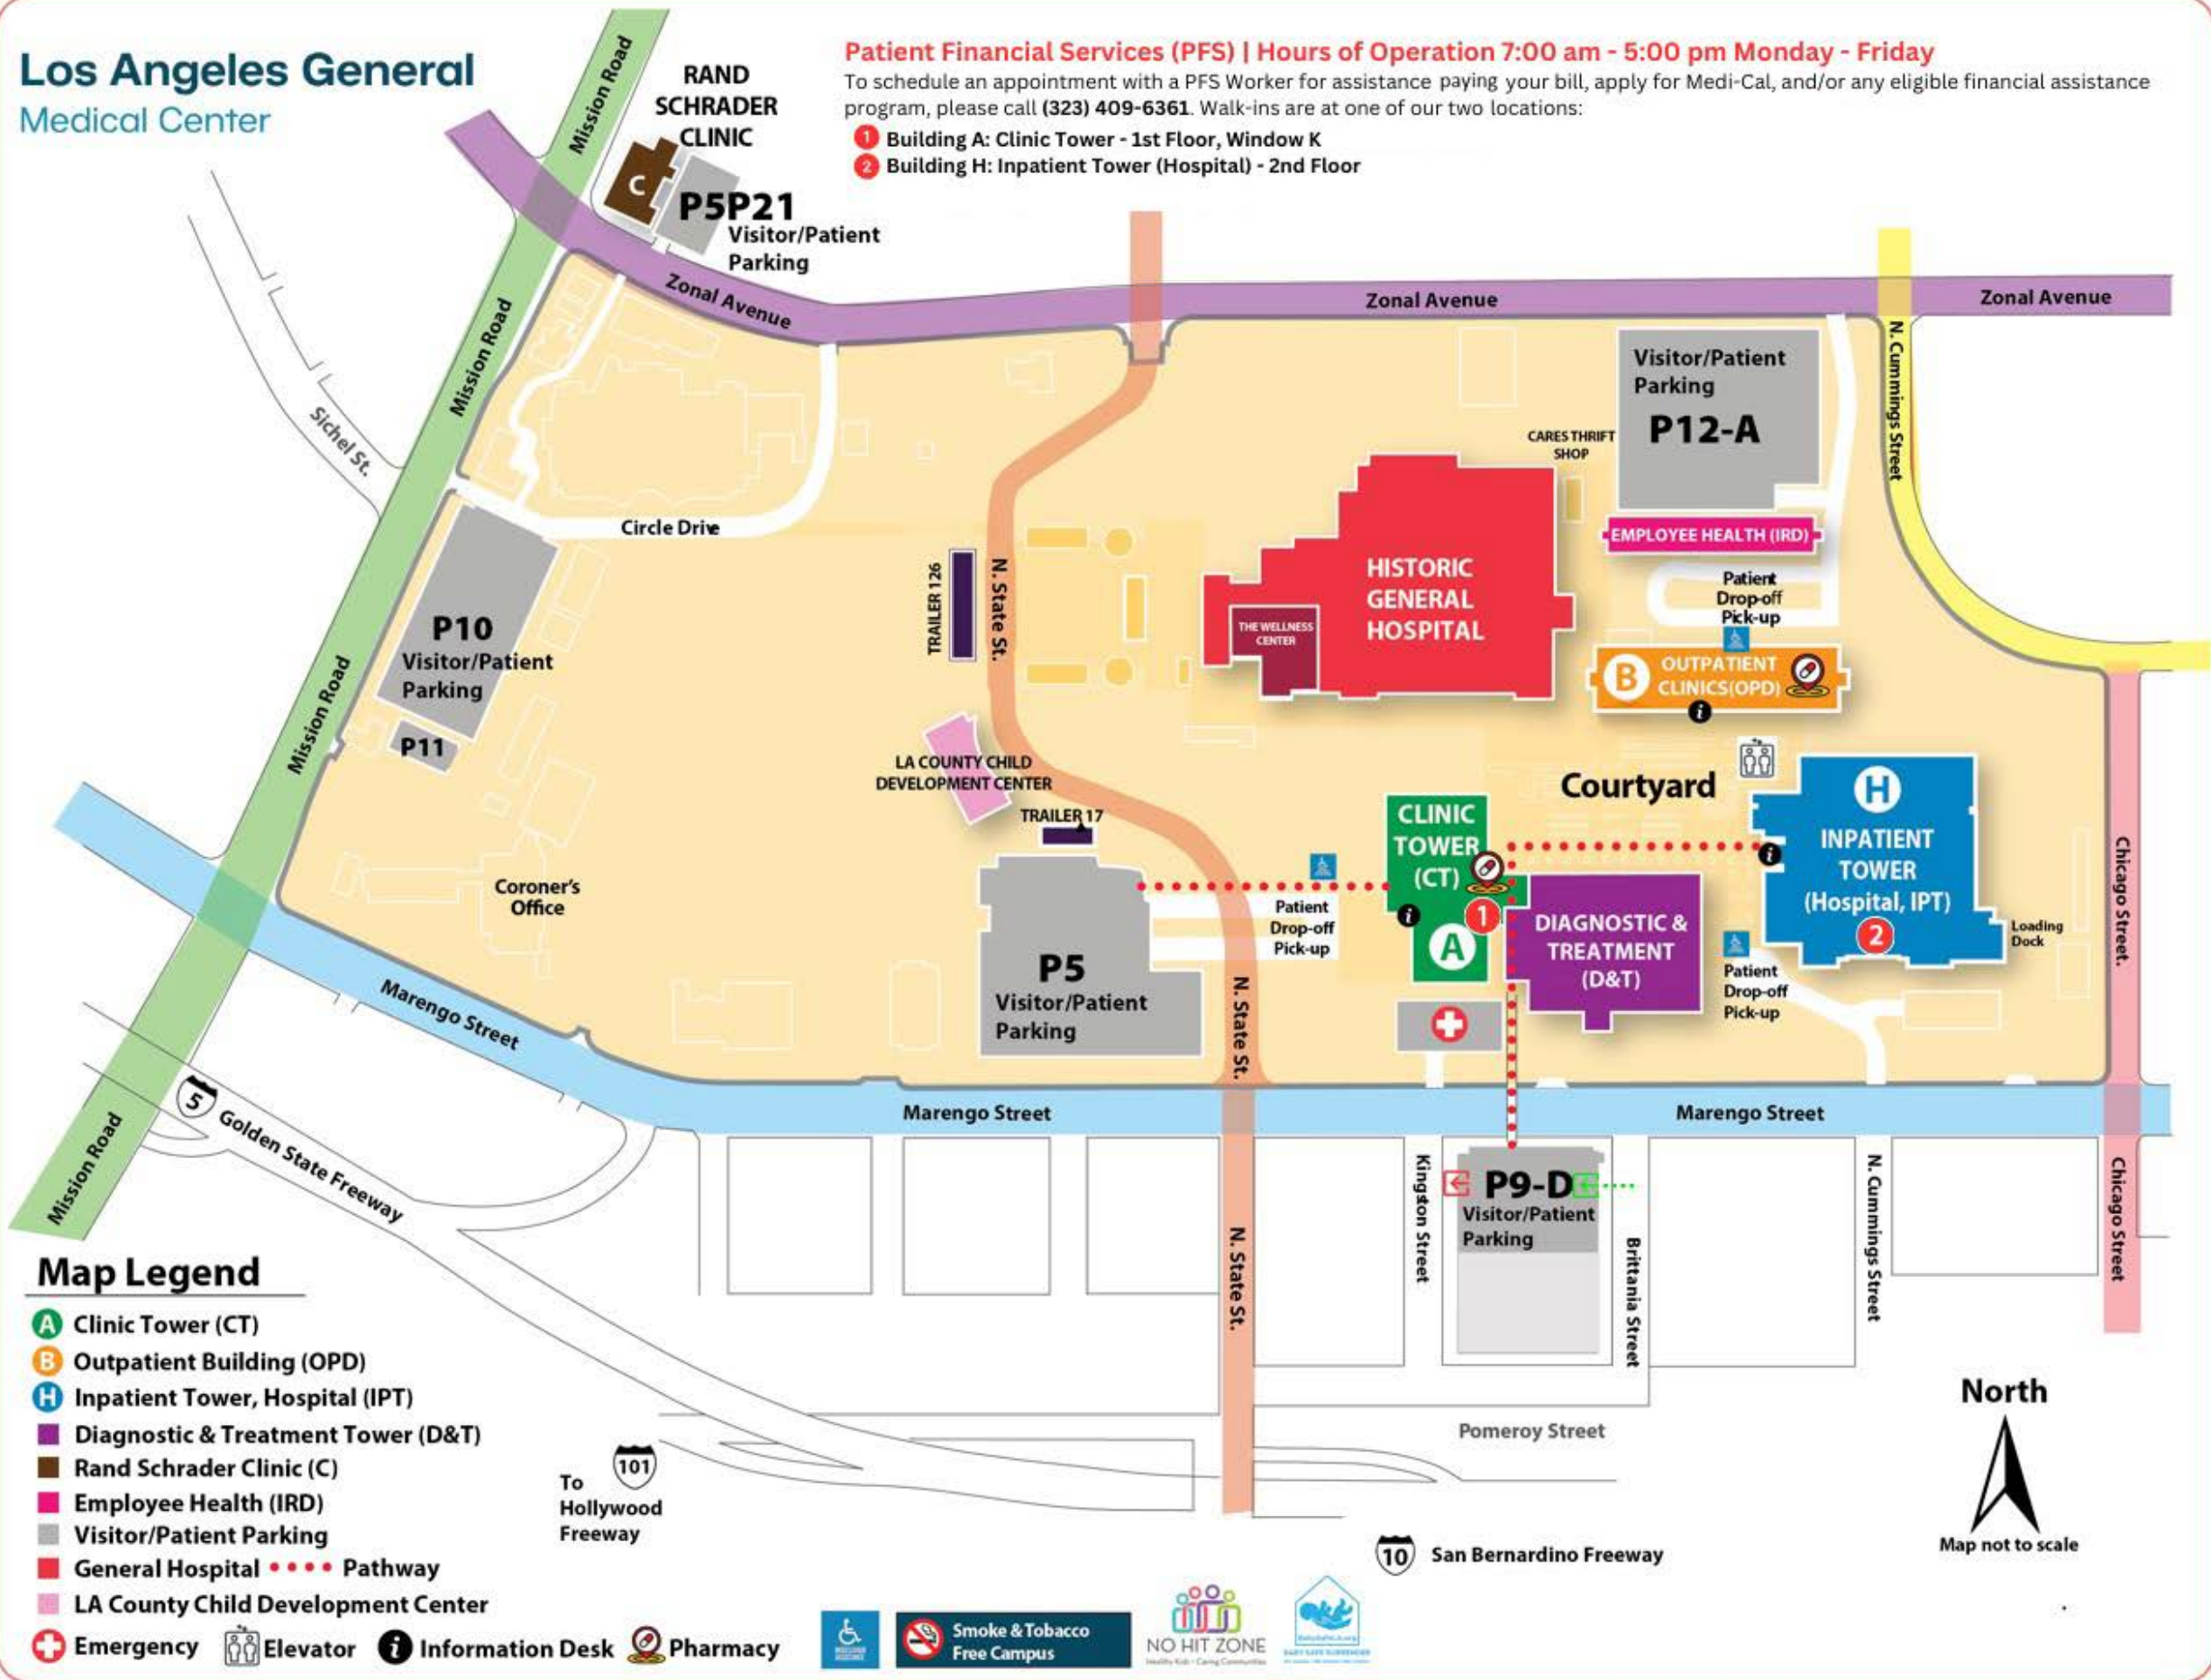 Los Angeles General
Medical Center
Patient Financial Services (PFS) | Hours of Operation 7:00 am - 5:00 pm Monday - Friday
To schedule an appointment with a PFS Worker for assistance paying your bill, apply for Medi-Cal, and/or any eligible financial assistance
program, please call (323) 409-6361. Walk-ins are at one of our two locations:
1 Building A: Clinic Tower - 1st Floor, Window K
2 Building H: Inpatient Tower (Hospital) - 2nd Floor
Mission Road
RAND
SCHRADER
CLINIC
C
P5P21
Visitor/Patient
Parking
Zonal Avenue
Zonal Avenue
Zonal Avenue
Mission Road
Sichel St.
N. Cummings Street
Visitor/Patient
Parking
P12-A
CARES THRIFT
SHOP
Circle Drive
EMPLOYEE HEALTH (IRD)
TRAILER 126
N. State St.
HISTORIC
GENERAL
HOSPITAL
THE WELLNESS
CENTER
Patient
Drop-off
Pick-up
P10
Visitor/Patient
Parking
P11
Mission Road
B
OUTPATIENT
CLINICS(OPD)
i
LA COUNTY CHILD
DEVELOPMENT CENTER
TRAILER 17
Courtyard
CLINIC
TOWER
(CT)
i
1
A
H
INPATIENT
TOWER
(Hospital, IPT)
2
i
Loading
Dock
Chicago Street.
Coroner's
Office
Patient
Drop-off
Pick-up
DIAGNOSTIC &
TREATMENT
(D&T)
Patient
Drop-off
Pick-up
P5
Visitor/Patient
Parking
N. State St.
Marengo Street
Marengo Street
Marengo Street
5
Golden State Freeway
Mission Road
Kingston Street
P9-D
Visitor/Patient
Parking
Brittania Street
N. Cummings Street
Chicago Street
N. State St.
Pomeroy Street
Map Legend
A Clinic Tower (CT)
B Outpatient Building (OPD)
H Inpatient Tower, Hospital (IPT)
Diagnostic & Treatment Tower (D&T)
Rand Schrader Clinic (C)
Employee Health (IRD)
Visitor/Patient Parking
General Hospital Pathway
LA County Child Development Center
Emergency Elevator i Information Desk Pharmacy
101
To
Hollywood
Freeway
10 San Bernardino Freeway
North
Map not to scale
Smoke & Tobacco
Free Campus
NO HIT ZONE
Healthy Kids - Caring Communities